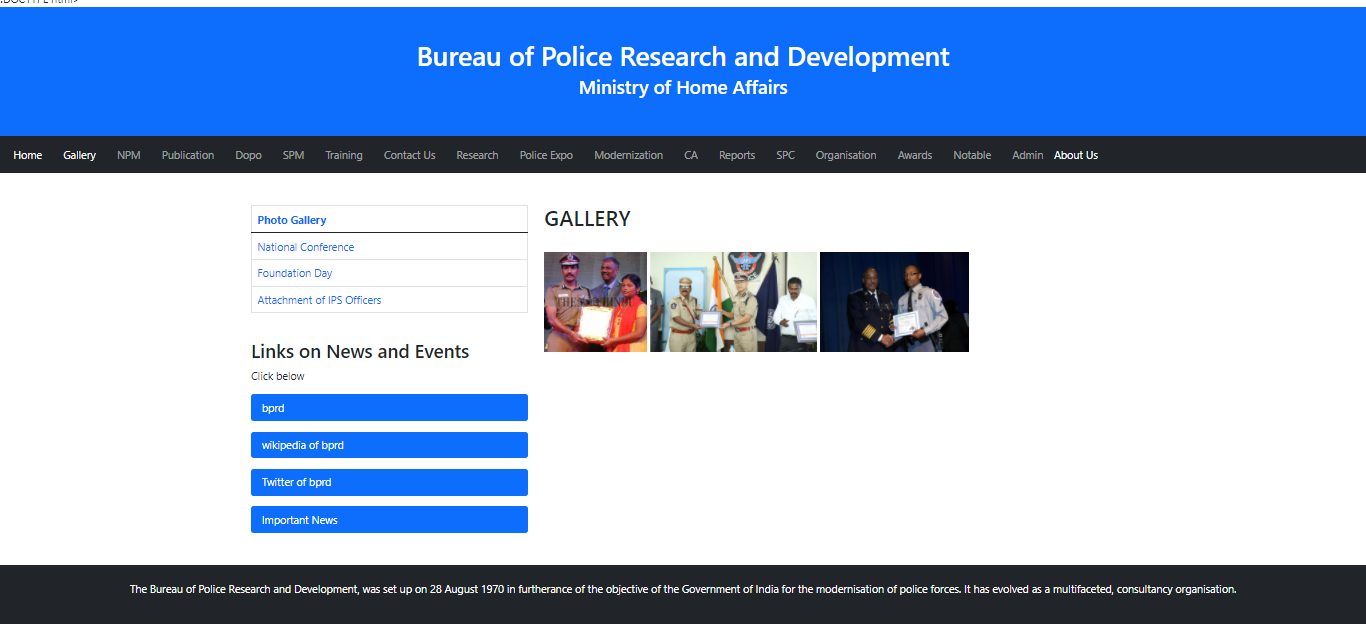 Bureau of Police Research and Development
Ministry of Home Affairs
Home Gallery NPM Publication Dopo SPM Training Contact Us Research Police Expo Modernization CA Reports SPC Organisation Awards Notable Admin About Us
Photo Gallery
National Conference
Foundation Day
Attachment of IPS Officers
Links on News and Events
Click below
bprd
wikipedia of bprd
Twitter of bprd
Important News
GALLERY
The Bureau of Police Research and Development, was set up on 28 August 1970 in furtherance of the objective of the Government of India for the modernisation of police forces. It has evolved as a multifaceted, consultancy organisation.